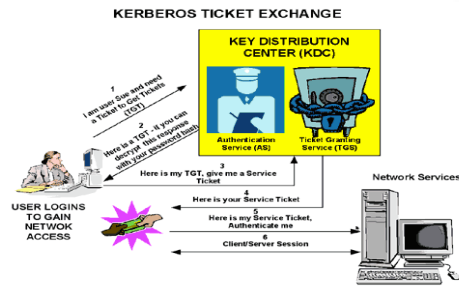 KERBEROS TICKET EXCHANGE
KEY DISTRIBUTION
CENTER (KDC)
Authentication
Service (AS)
Ticket Granting
Service (TGS)
1
I am user Sue and need
a Ticket to Get Tickets
(TGT)
2
Here is a TGT - if you can
decrypt this response
with your password hash
3
Here is my TGT, give me a Service
Ticket
4
Here is your Service Ticket
5
Here is my Service Ticket,
Authenticate me
6
Client/Server Session
USER LOGINS
TO GAIN
NETWOK
ACCESS
Network Services